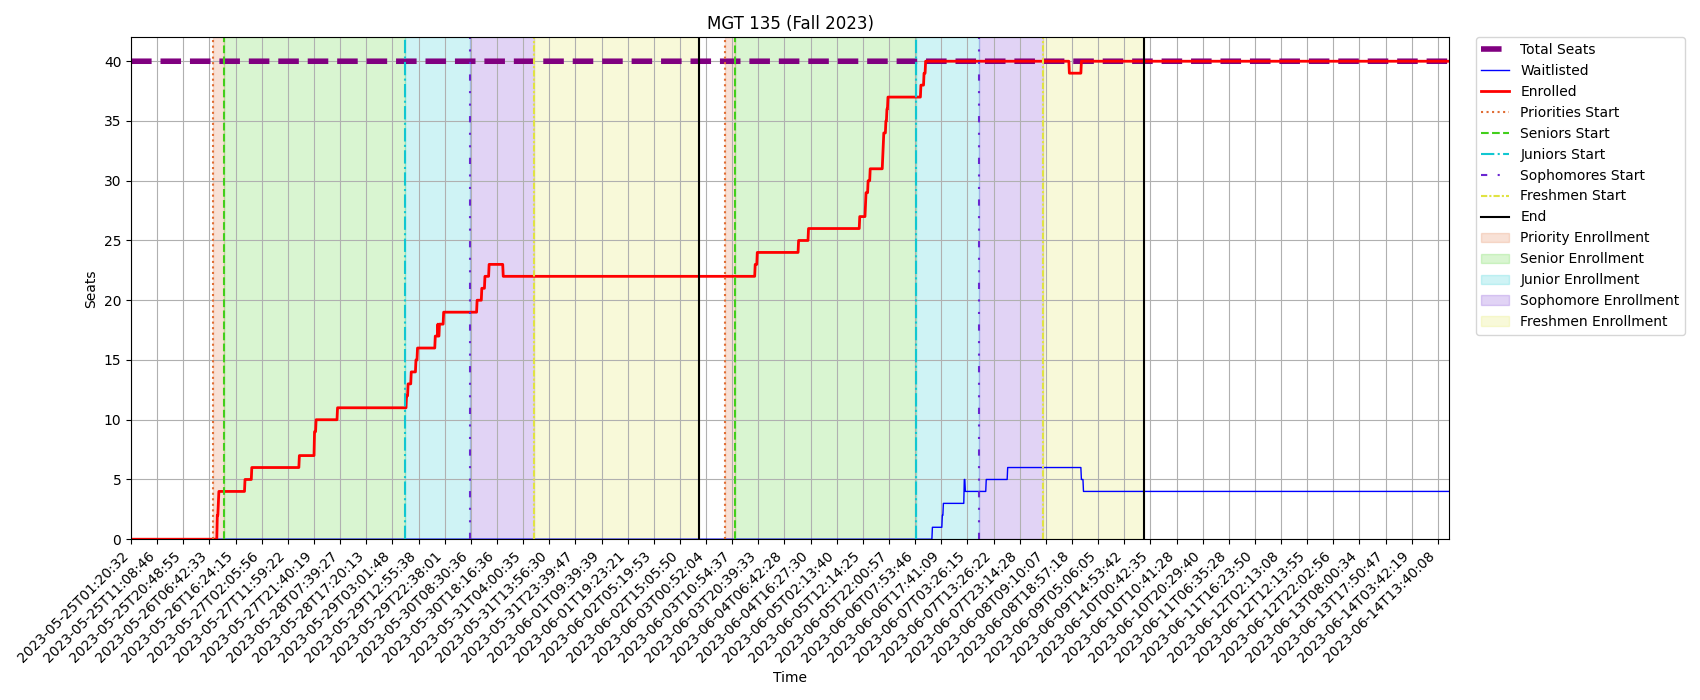 MGT 135 (Fall 2023)
Total Seats
Waitlisted
Enrolled
Priorities Start
Seniors Start
Juniors Start
Sophomores Start
Freshmen Start
End
Priority Enrollment
Senior Enrollment
Junior Enrollment
Sophomore Enrollment
Freshmen Enrollment
Seats
40
35
30
25
20
15
10
5
0
2023-05-25T01:20:32
2023-05-25T11:08:46
2023-05-25T20:48:55
2023-05-26T06:42:33
2023-05-26T16:24:15
2023-05-27T02:05:56
2023-05-27T11:59:22
2023-05-27T21:40:19
2023-05-28T07:39:27
2023-05-28T17:20:13
2023-05-29T03:01:48
2023-05-29T12:55:38
2023-05-29T22:38:01
2023-05-30T08:30:36
2023-05-30T18:16:36
2023-05-31T04:00:35
2023-05-31T13:56:30
2023-05-31T23:39:47
2023-06-01T09:39:39
2023-06-01T19:23:21
2023-06-02T05:19:53
2023-06-02T15:05:50
2023-06-03T00:52:04
2023-06-03T10:54:37
2023-06-03T20:39:33
2023-06-04T06:42:28
2023-06-04T16:27:30
2023-06-05T02:13:40
2023-06-05T12:14:25
2023-06-05T22:00:57
2023-06-06T07:53:46
2023-06-06T17:41:09
2023-06-07T03:26:15
2023-06-07T13:26:22
2023-06-07T23:14:28
2023-06-08T09:10:07
2023-06-08T18:57:18
2023-06-09T05:06:05
2023-06-09T14:53:42
2023-06-10T00:42:35
2023-06-10T10:41:28
2023-06-10T20:29:40
2023-06-11T06:35:28
2023-06-11T16:23:50
2023-06-12T02:13:08
2023-06-12T12:13:55
2023-06-12T22:02:56
2023-06-13T08:00:34
2023-06-13T17:50:47
2023-06-14T03:42:19
2023-06-14T13:40:08
Time